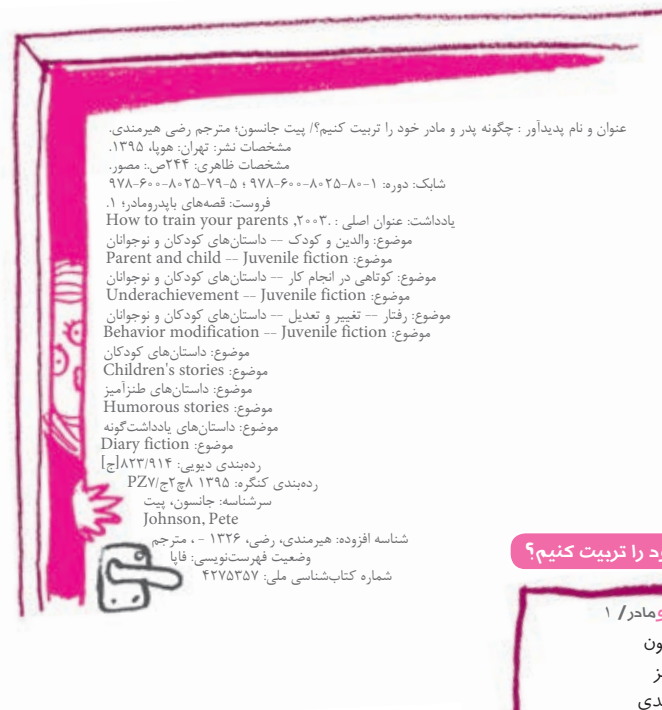 عنوان و نام پدیدآور : چگونه پدر و مادر خود را تربیت کنیم؟/ پیت جانسون؛ مترجم رضی هیرمندی.
مشخصات نشر: تهران: هوپا، ۱۳۹۵.
مشخصات ظاهری: ۲۴۴ص.: مصور.
شابک: دوره: ۱-۸۰-۸۰۲۵-۶۰۰-۹۷۸ ؛ ۵-۷۹-۸۰۲۵-۶۰۰-۹۷۸
فروست: قصه‌های بابدرومادر؛ ۱.
یادداشت: عنوان اصلی : .۲۰۰۳, How to train your parents
موضوع: والدین و کودک -- داستان‌های کودکان و نوجوانان
موضوع: Parent and child -- Juvenile fiction
موضوع: کوتاهی در انجام کار -- داستان‌های کودکان و نوجوانان
موضوع: Underachievement -- Juvenile fiction
موضوع: رفتار -- تغییر و تعدیل -- داستان‌های کودکان و نوجوانان
موضوع: Behavior modification -- Juvenile fiction
موضوع: داستان‌های کودکان
موضوع: Children's stories
موضوع: داستان‌های طنزآمیز
موضوع: Humorous stories
موضوع: داستان‌های یادداشت‌گونه
موضوع: Diary fiction
رده‌بندی دیویی: ۸۲۳/۹۱۴[ج]
رده‌بندی کنگره: ۱۳۹۵ ۸چ۲ج/PZ۷
سرشناسه: جانسون، پیت
Johnson, Pete
شناسه افزوده: هیرمندی، رضی، ۱۳۲۶ - ، مترجم
وضعیت فهرست‌نویسی: فاپا
شماره کتاب‌شناسی ملی: ۴۲۷۵۳۵۷
را تربیت کنیم؟
ومادر/ ۱